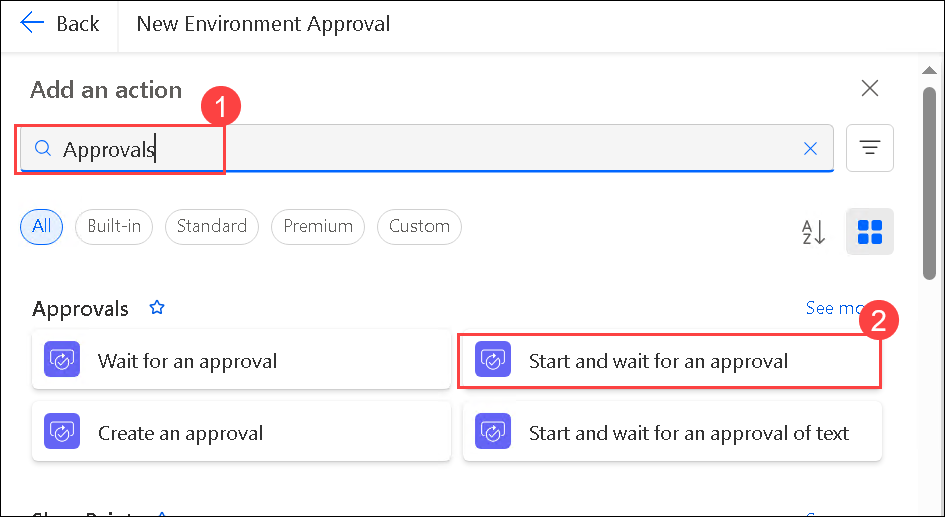 Back New Environment Approval
Add an action
1
Approvals
All Built-in Standard Premium Custom
A
Z
Approvals See mo
2
Wait for an approval Start and wait for an approval
Create an approval Start and wait for an approval of text